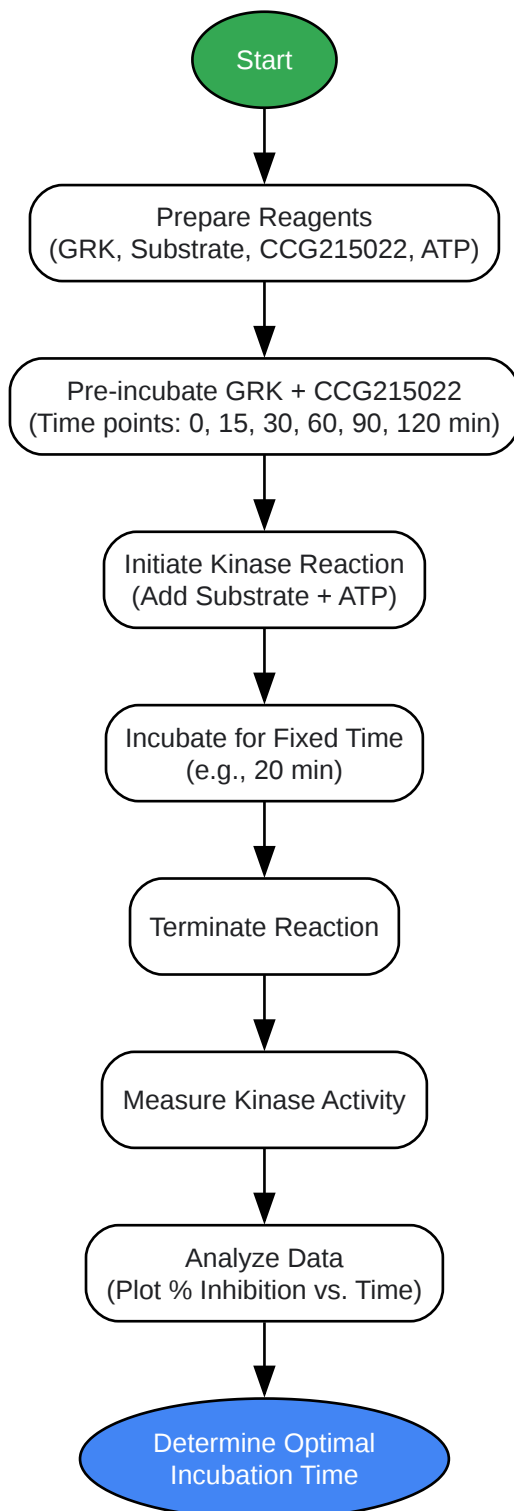 Start
Prepare Reagents
(GRK, Substrate, CCG215022, ATP)
Pre-incubate GRK + CCG215022
(Time points: 0, 15, 30, 60, 90, 120 min)
Initiate Kinase Reaction
(Add Substrate + ATP)
Incubate for Fixed Time
(e.g., 20 min)
Terminate Reaction
Measure Kinase Activity
Analyze Data
(Plot % Inhibition vs. Time)
Determine Optimal
Incubation Time